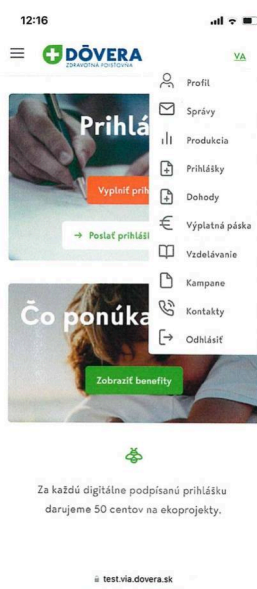 12:16
DÔVERA
ZDRAVOTNÁ POISŤOVŇA
VA
Profil
Správy
Produkcia
Prihlášky
Dohody
Výplatná páska
Vzdelávanie
Kampane
Kontakty
Odhlásiť
Prihlá
Vyplniť prih
→ Poslať prihláš
Čo ponúka
Zobraziť benefity
Za každú digitálne podpísanú prihlášku
darujeme 50 centov na ekoprojekty.
test.via.dovera.sk